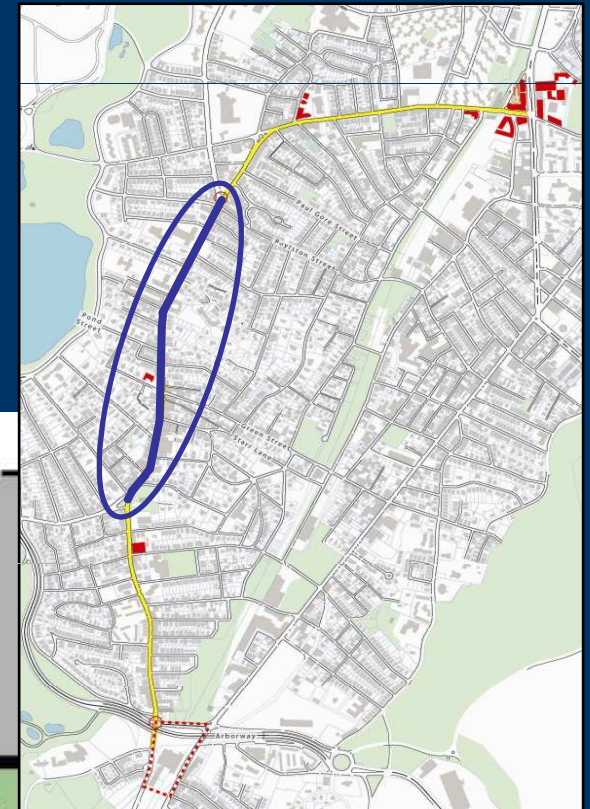 Paul Gore Street
Boylston Street
Pond
Street
Green Street
Starr Lane
Arborway